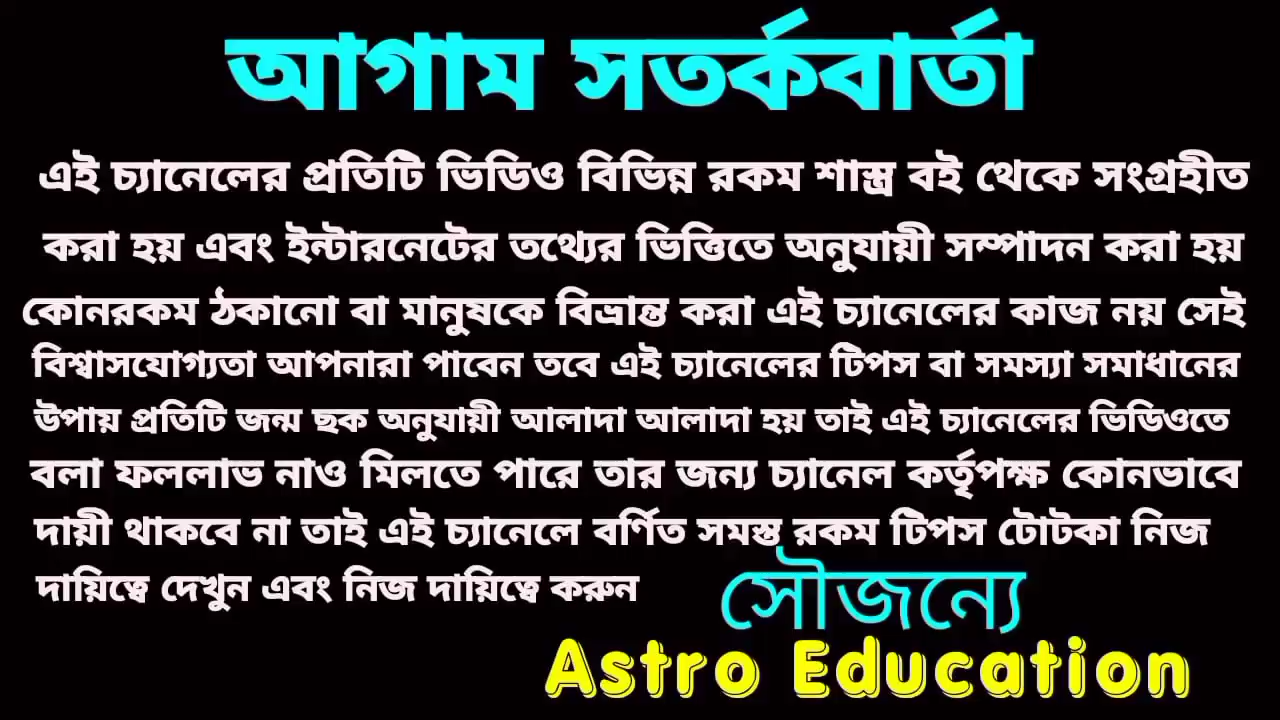 আগাম সতর্কবার্তা
এই চ্যানেলের প্রতিটি ভিডিও বিভিন্ন রকম শাস্ত্র বই থেকে সংগ্রহীত
করা হয় এবং ইন্টারনেটের তথ্যের ভিত্তিতে অনুযায়ী সম্পাদন করা হয়
কোনরকম ঠকানো বা মানুষকে বিভ্রান্ত করা এই চ্যানেলের কাজ নয় সেই
বিশ্বাসযোগ্যতা আপনারা পাবেন তবে এই চ্যানেলের টিপস বা সমস্যা সমাধানের
উপায় প্রতিটি জন্ম ছক অনুযায়ী আলাদা আলাদা হয় তাই এই চ্যানেলের ভিডিওতে
বলা ফললাভ নাও মিলতে পারে তার জন্য চ্যানেল কর্তৃপক্ষ কোনভাবে
দায়ী থাকবে না তাই এই চ্যানেলে বর্ণিত সমস্ত রকম টিপস টোটকা নিজ
দায়িত্বে দেখুন এবং নিজ দায়িত্বে করুন
সৌজন্যে
Astro Education